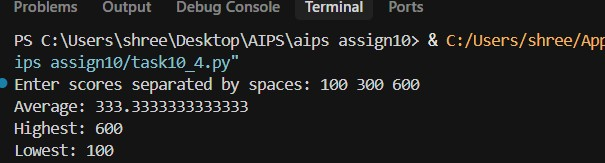 Problems Output Debug Console Terminal Ports
PS C:\Users\shree\Desktop\AIPS\aips assign10> & C:/Users/shree/App
ips assign10/task10_4.py"
Enter scores separated by spaces: 100 300 600
Average: 333.3333333333333
Highest: 600
Lowest: 100